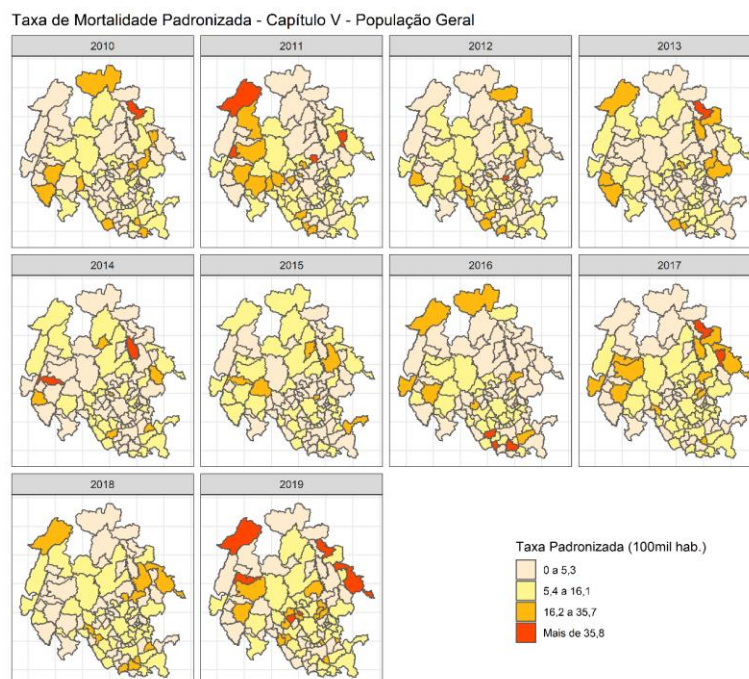 Taxa de Mortalidade Padronizada - Capítulo V - População Geral
2010
2011
2012
2013
2014
2015
2016
2017
2018
2019
Taxa Padronizada (100mil hab.)
0 a 5,3
5,4 a 16,1
16,2 a 35,7
Mais de 35,8